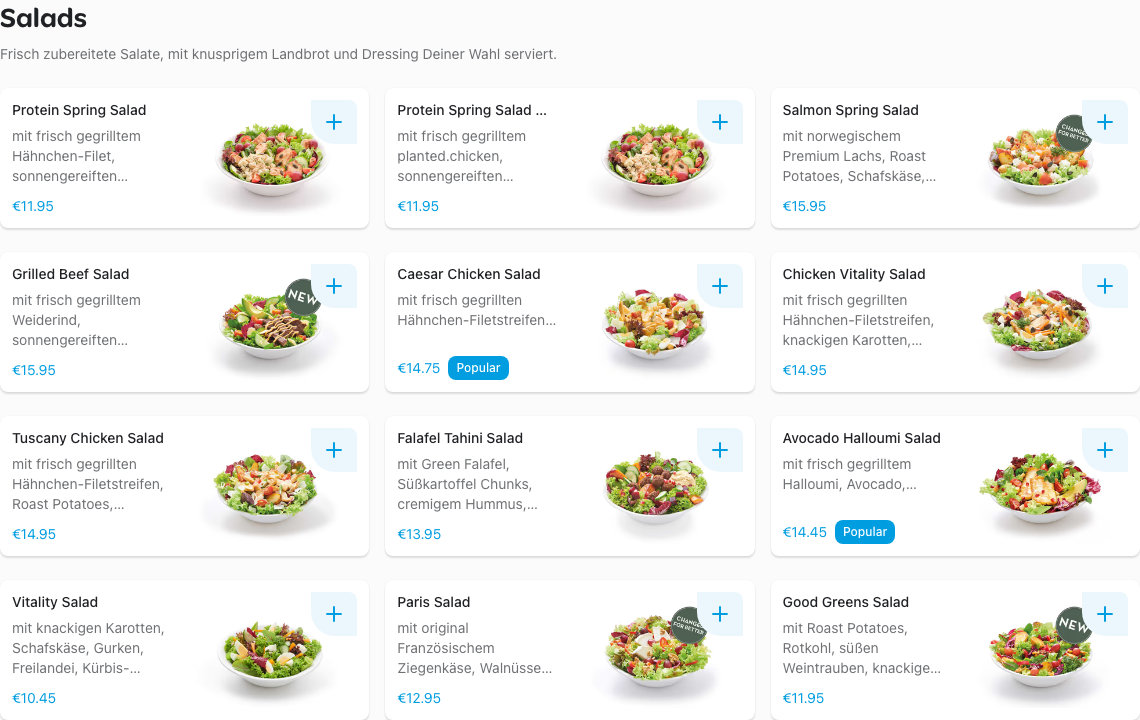 Salads
Frisch zubereitete Salate, mit knusprigem Landbrot und Dressing Deiner Wahl serviert.
Protein Spring Salad
mit frisch gegrilltem
Hähnchen-Filet,
sonnengereiften...
€11.95
Protein Spring Salad ...
mit frisch gegrilltem
planted.chicken,
sonnengereiften...
€11.95
Salmon Spring Salad
mit norwegischem
Premium Lachs, Roast
Potatoes, Schafskäse,...
€15.95
CHANGED
FOR BETTER
Grilled Beef Salad
mit frisch gegrilltem
Weiderind,
sonnengereiften...
€15.95
NEW
Caesar Chicken Salad
mit frisch gegrillten
Hähnchen-Filetstreifen...
€14.75 Popular
Chicken Vitality Salad
mit frisch gegrillten
Hähnchen-Filetstreifen,
knackigen Karotten,...
€14.95
Tuscany Chicken Salad
mit frisch gegrillten
Hähnchen-Filetstreifen,
Roast Potatoes,...
€14.95
Falafel Tahini Salad
mit Green Falafel,
Süßkartoffel Chunks,
cremigem Hummus,...
€13.95
Avocado Halloumi Salad
mit frisch gegrilltem
Halloumi, Avocado,...
€14.45 Popular
Vitality Salad
mit knackigen Karotten,
Schafskäse, Gurken,
Freilandei, Kürbis-...
€10.45
Paris Salad
mit original
Französischem
Ziegenkäse, Walnüsse...
€12.95
CHANGED
FOR BETTER
Good Greens Salad
mit Roast Potatoes,
Rotkohl, süßen
Weintrauben, knackige...
€11.95
NEW